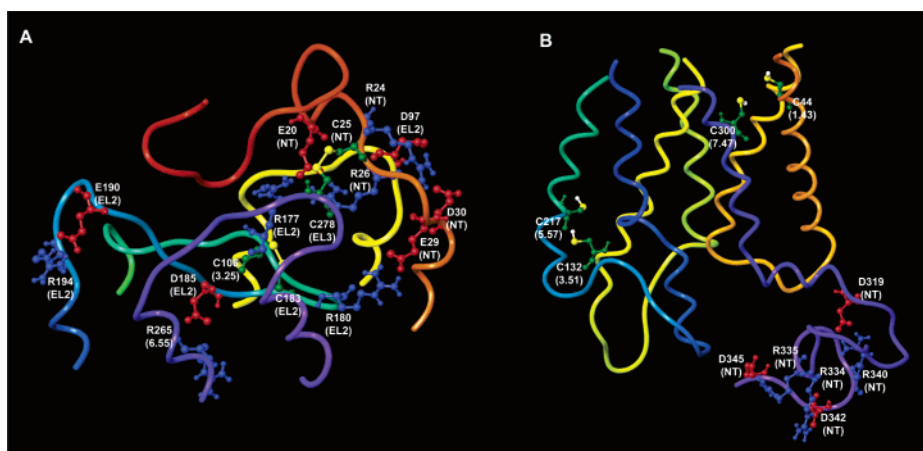 A
R24
(NT)
E20
(NT)
C25
(NT)
D97
(EL2)
R26
(NT)
E190
(EL2)
R177
(EL2)
C278
(EL3)
D30
(NT)
E29
(NT)
R194
(EL2)
D185
(EL2)
C106
(3.25)
C183
(EL2)
R180
(EL2)
R265
(6.55)
B
C44
(1.43)
C300
(7.47)
C217
(5.57)
C132
(3.51)
D319
(NT)
D345
(NT)
R335
(NT)
R334
(NT)
R340
(NT)
D342
(NT)